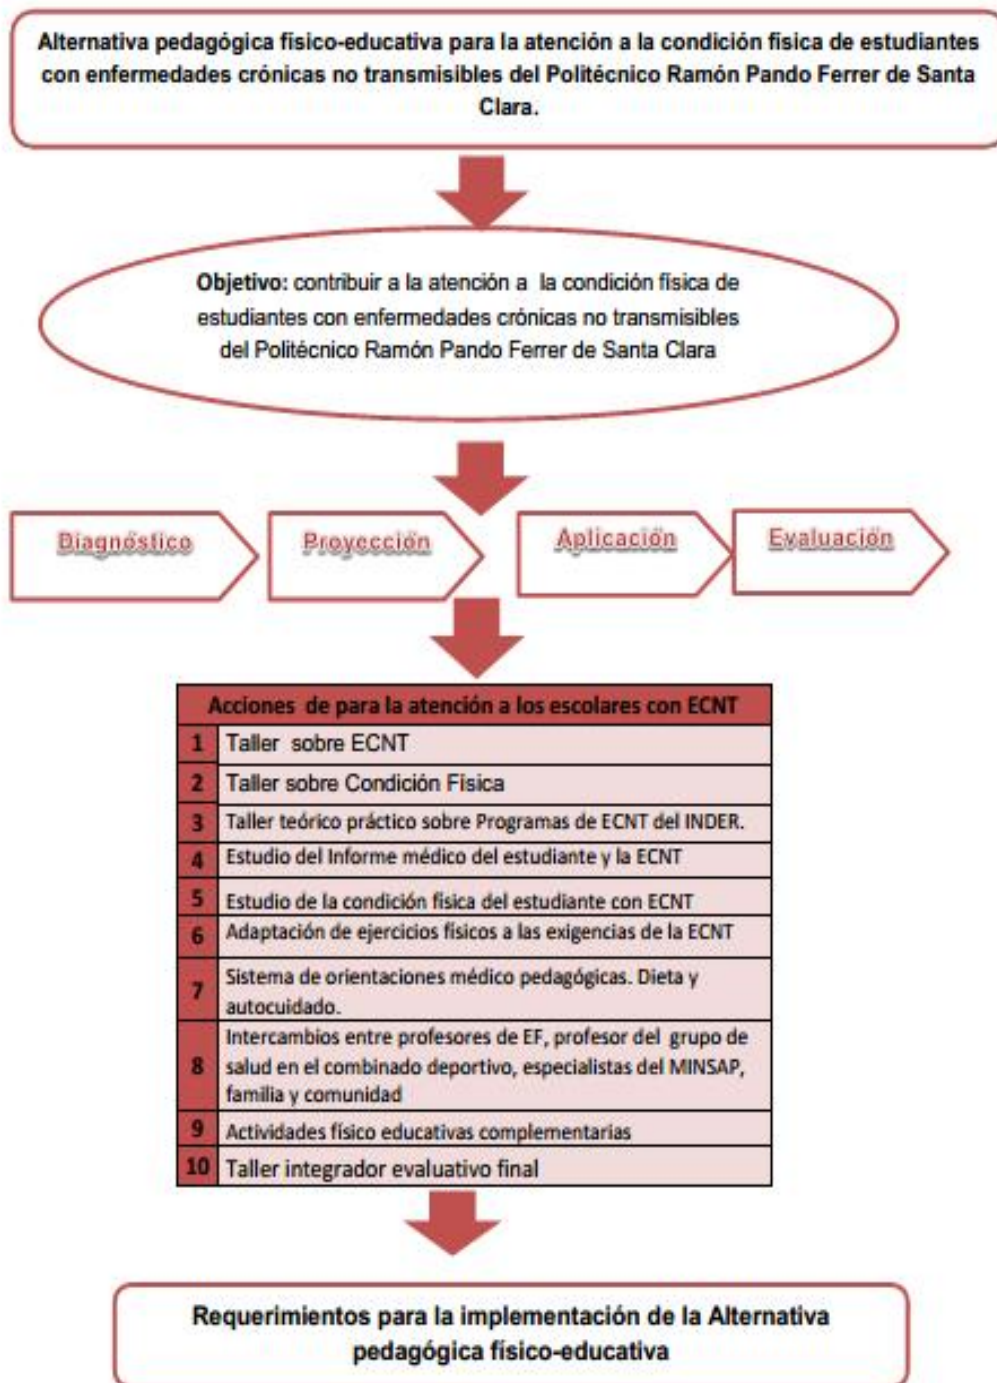 Alternativa pedagógica físico-educativa para la atención a la condición física de estudiantes
con enfermedades crónicas no transmisibles del Politécnico Ramón Pando Ferrer de Santa
Clara.
Objetivo: contribuir a la atención a la condición física de
estudiantes con enfermedades crónicas no transmisibles
del Politécnico Ramón Pando Ferrer de Santa Clara
Diagnóstico Proyección Aplicación Evaluación
Acciones de para la atención a los escolares con ECNT
1 Taller sobre ECNT
2 Taller sobre Condición Física
3 Taller teórico práctico sobre Programas de ECNT del INDER.
4 Estudio del Informe médico del estudiante y la ECNT
5 Estudio de la condición física del estudiante con ECNT
6 Adaptación de ejercicios físicos a las exigencias de la ECNT
7 Sistema de orientaciones médico pedagógicas. Dieta y
autocuidado.
8 Intercambios entre profesores de EF, profesor del grupo de
salud en el combinado deportivo, especialistas del MINSAP,
familia y comunidad
9 Actividades físico educativas complementarias
10 Taller integrador evaluativo final
Requerimientos para la implementación de la Alternativa
pedagógica físico-educativa